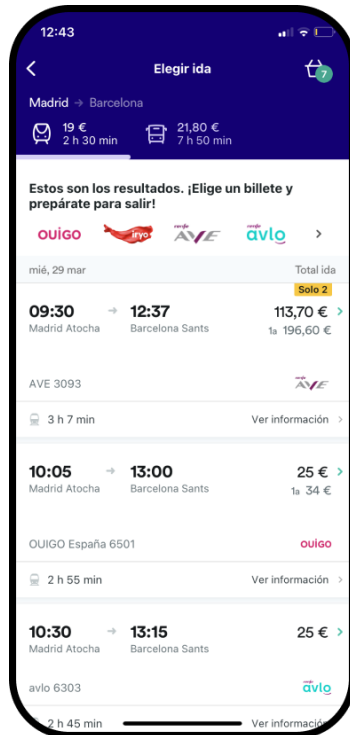 12:43
Elegir ida
7
Madrid → Barcelona
19 € 21,80 €
2 h 30 min 7 h 50 min
Estos son los resultados. ¡Elige un billete y
prepárate para salir!
OUIGO iryo renfe AVE renfe avlo >
mié, 29 mar Total ida
Solo 2
09:30 → 12:37 113,70 € >
Madrid Atocha Barcelona Sants 1a 196,60 €
AVE 3093 renfe AVE
3 h 7 min Ver información >
10:05 → 13:00 25 € >
Madrid Atocha Barcelona Sants 1a 34 €
OUIGO España 6501 OUIGO
2 h 55 min Ver información >
10:30 → 13:15 25 € >
Madrid Atocha Barcelona Sants
avlo 6303 renfe avlo
2 h 45 min Ver información